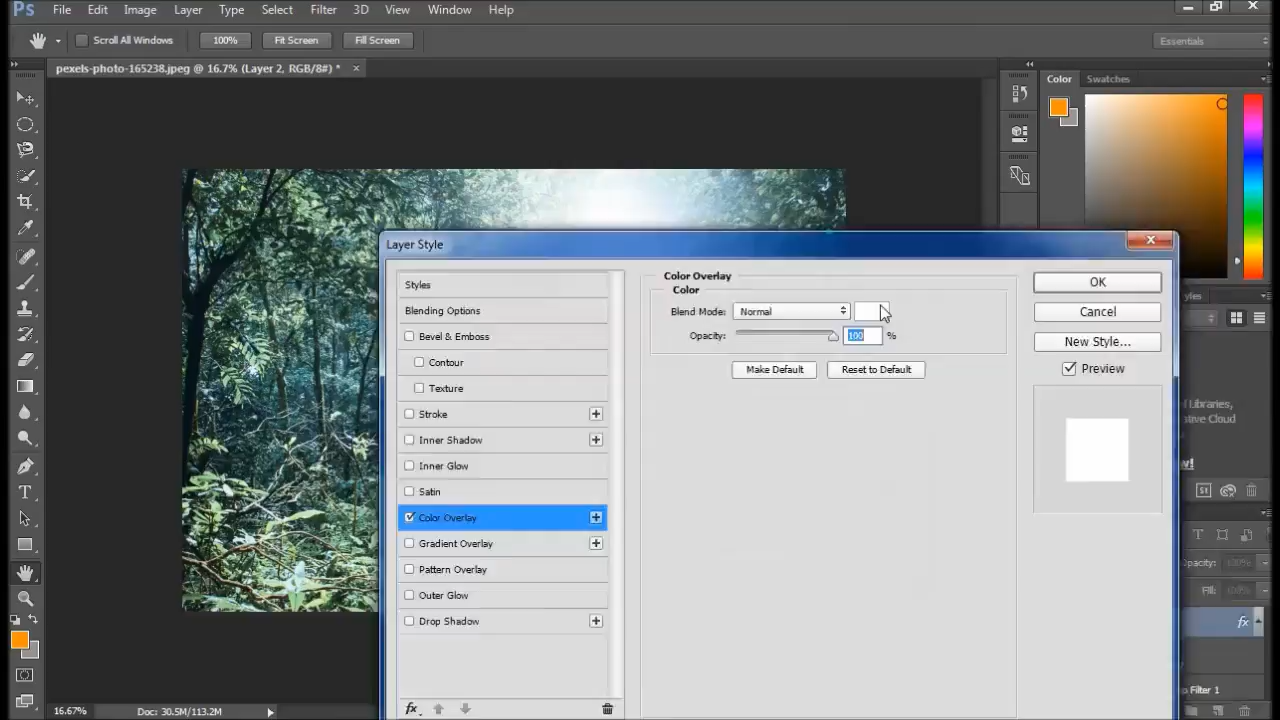 Ps File Edit Image Layer Type Select Filter 3D View Window Help
Scroll All Windows 100% Fit Screen Fill Screen Essentials
pexels-photo-165238.jpeg @ 16.7% (Layer 2, RGB/8#) * ×
Color Swatches
Layer Style
Styles
Blending Options
Bevel & Emboss
Contour
Texture
Stroke
Inner Shadow
Inner Glow
Satin
Color Overlay
Gradient Overlay
Pattern Overlay
Outer Glow
Drop Shadow
fx
Color Overlay
Color
Blend Mode: Normal
Opacity: 100 %
Make Default Reset to Default
OK
Cancel
New Style...
Preview
Libraries,
Fill:
fx
Filter 1
16.67% Doc: 30.5M/113.2M